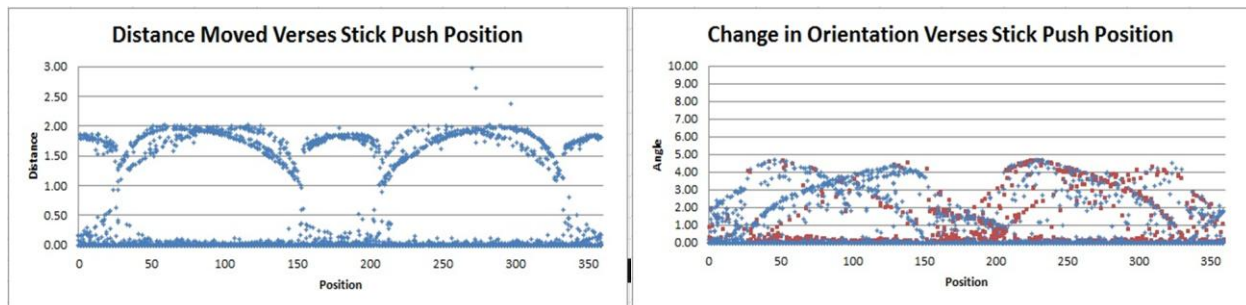 Distance Moved Verses Stick Push Position
3.00
2.50
2.00
1.50
1.00
0.50
0.00
Distance
0 50 100 150 200 250 300 350
Position
Change in Orientation Verses Stick Push Position
10.00
9.00
8.00
7.00
6.00
5.00
4.00
3.00
2.00
1.00
0.00
Angle
0 50 100 150 200 250 300 350
Position